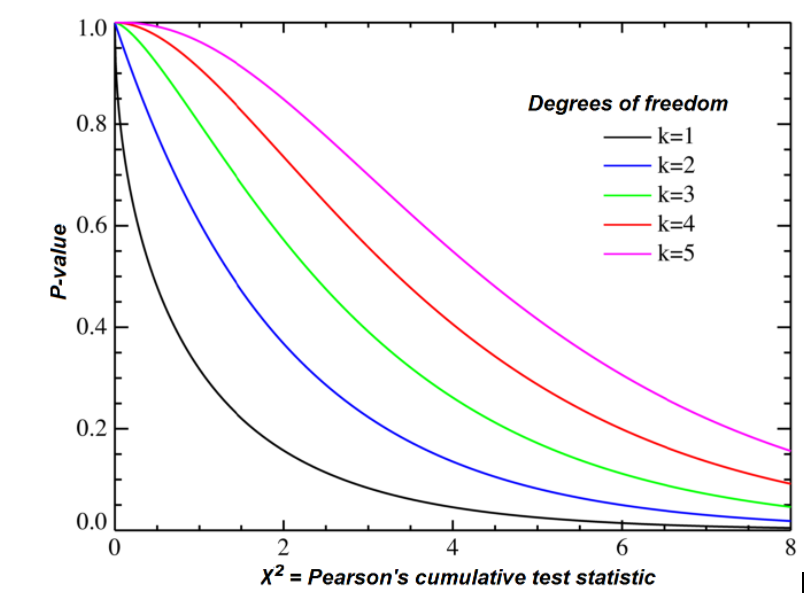 1.0
0.8
0.6
0.4
0.2
0.0
P-value
Degrees of freedom
k=1
k=2
k=3
k=4
k=5
0 2 4 6 8
X² = Pearson's cumulative test statistic